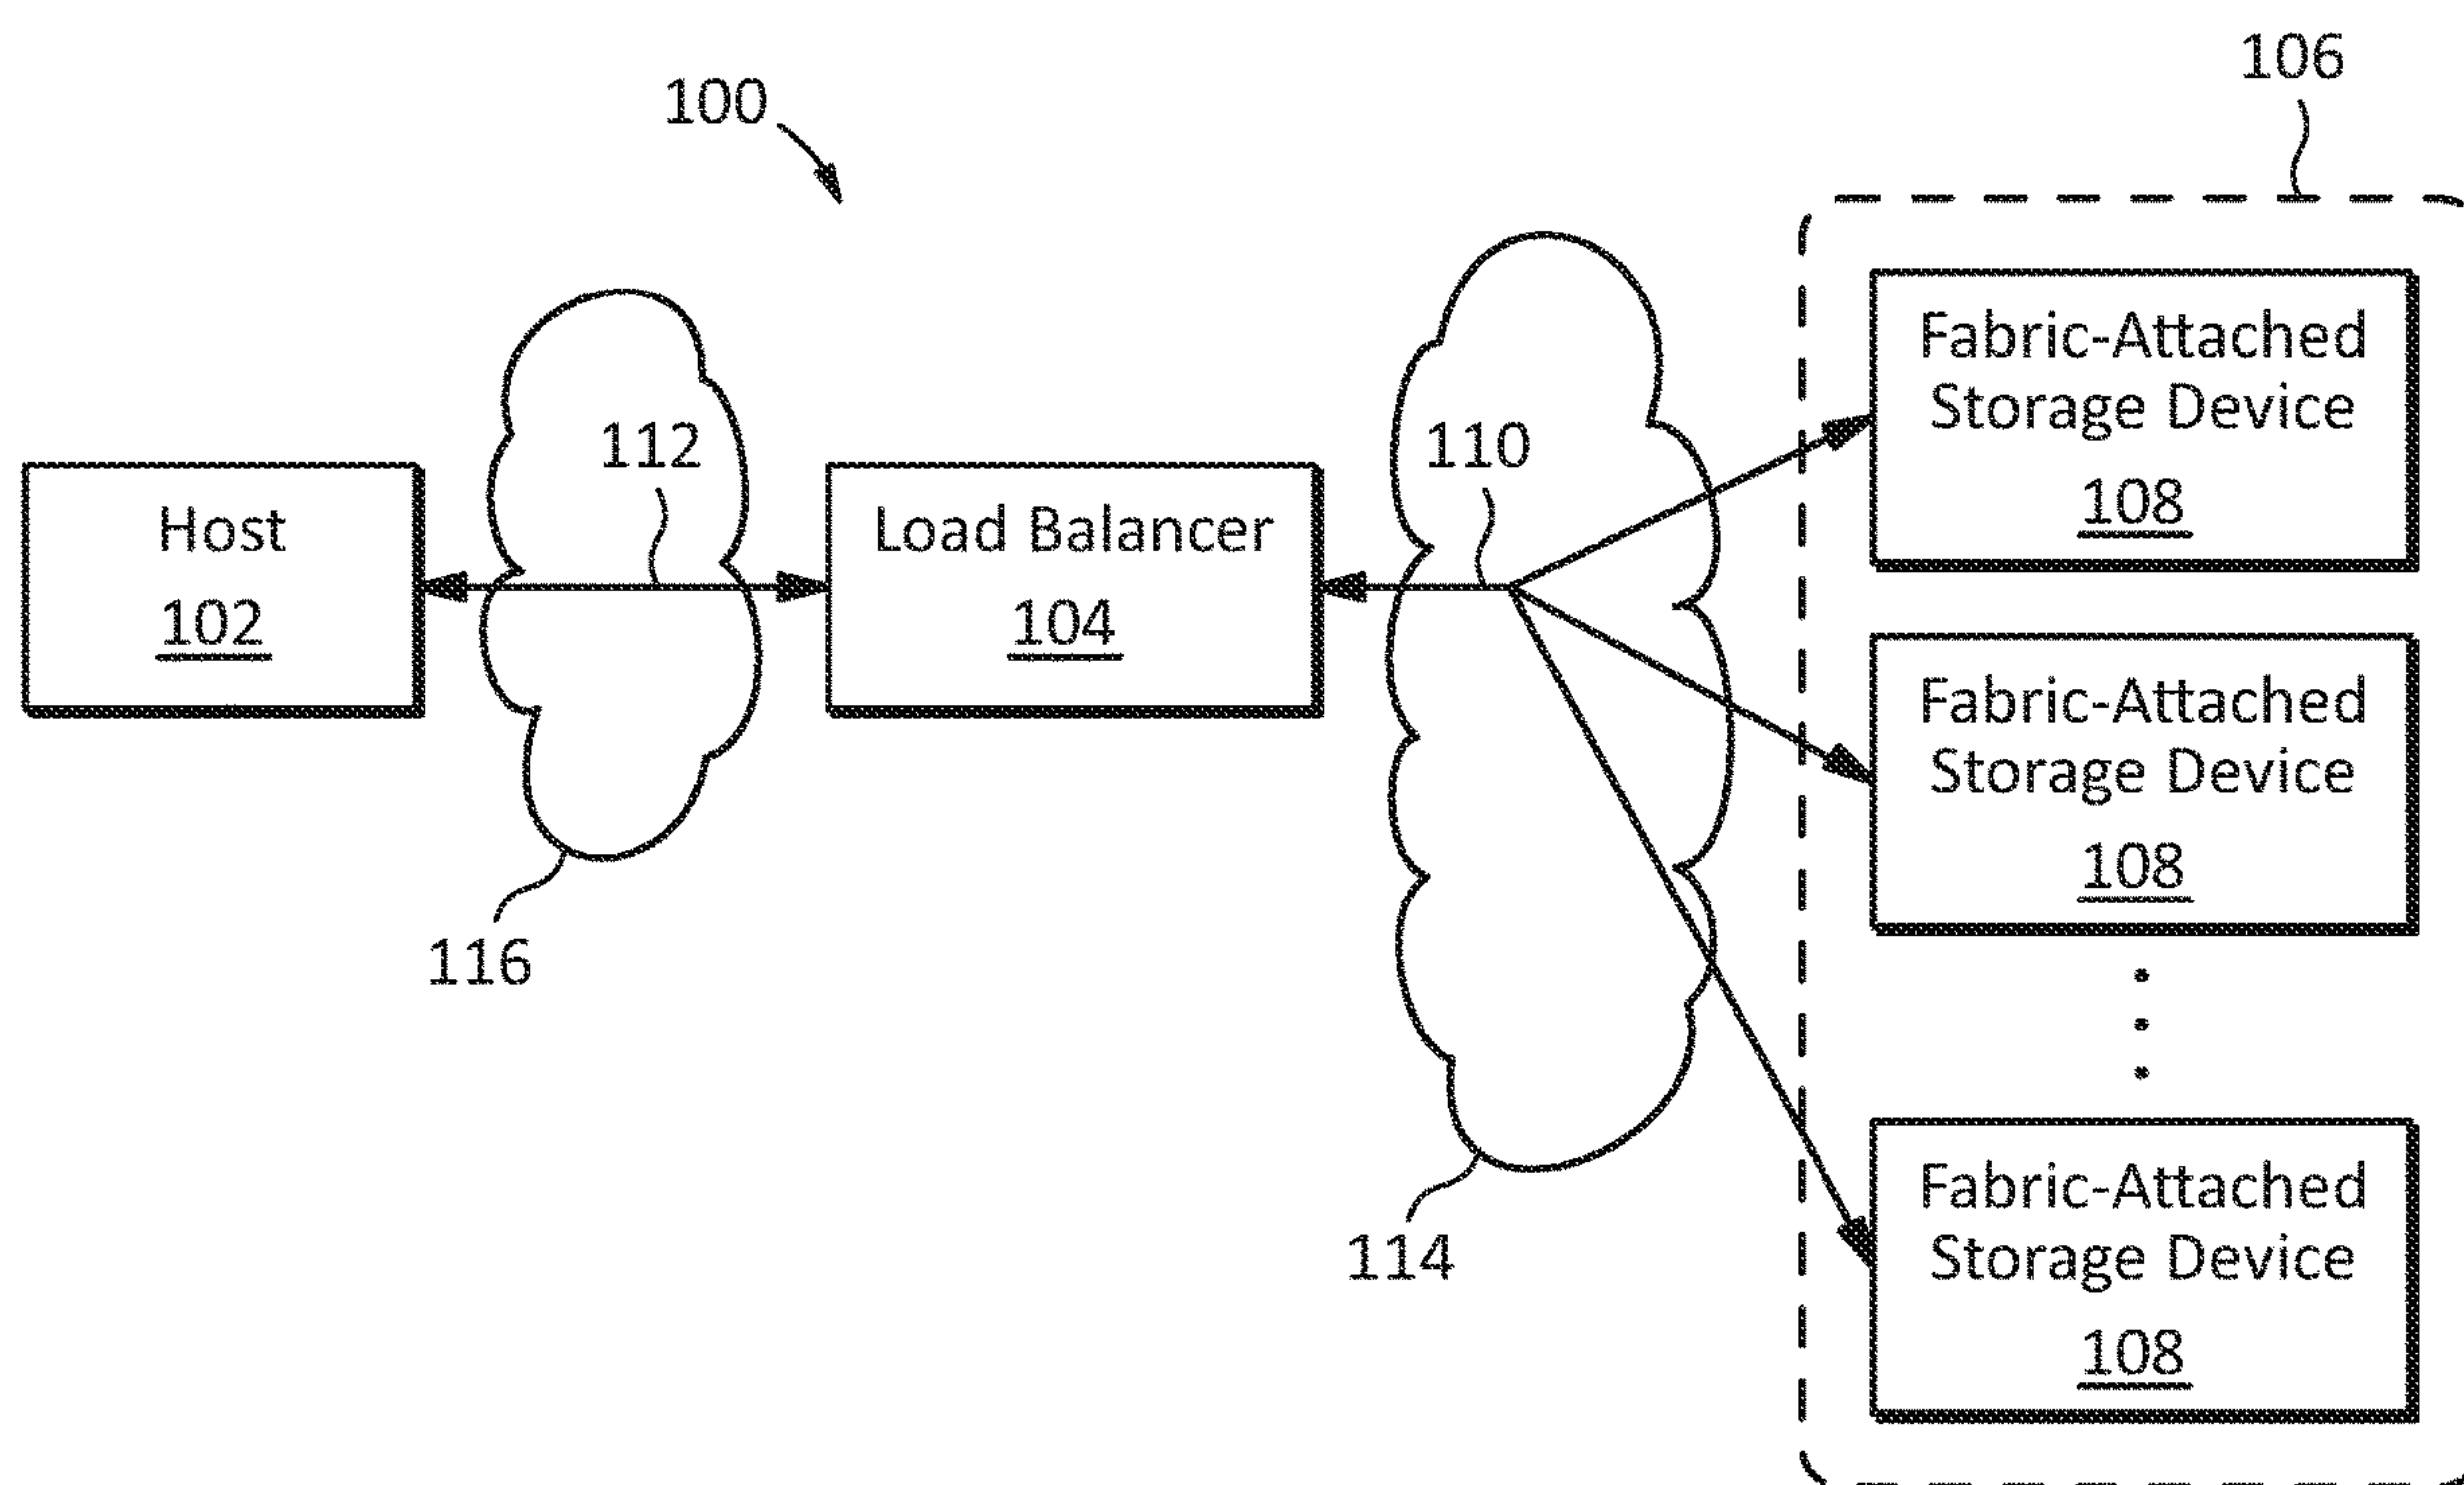 106
100
Fabric-Attached
Storage Device
108
112
110
Host
102
Load Balancer
104
Fabric-Attached
Storage Device
108
116
114
Fabric-Attached
Storage Device
108